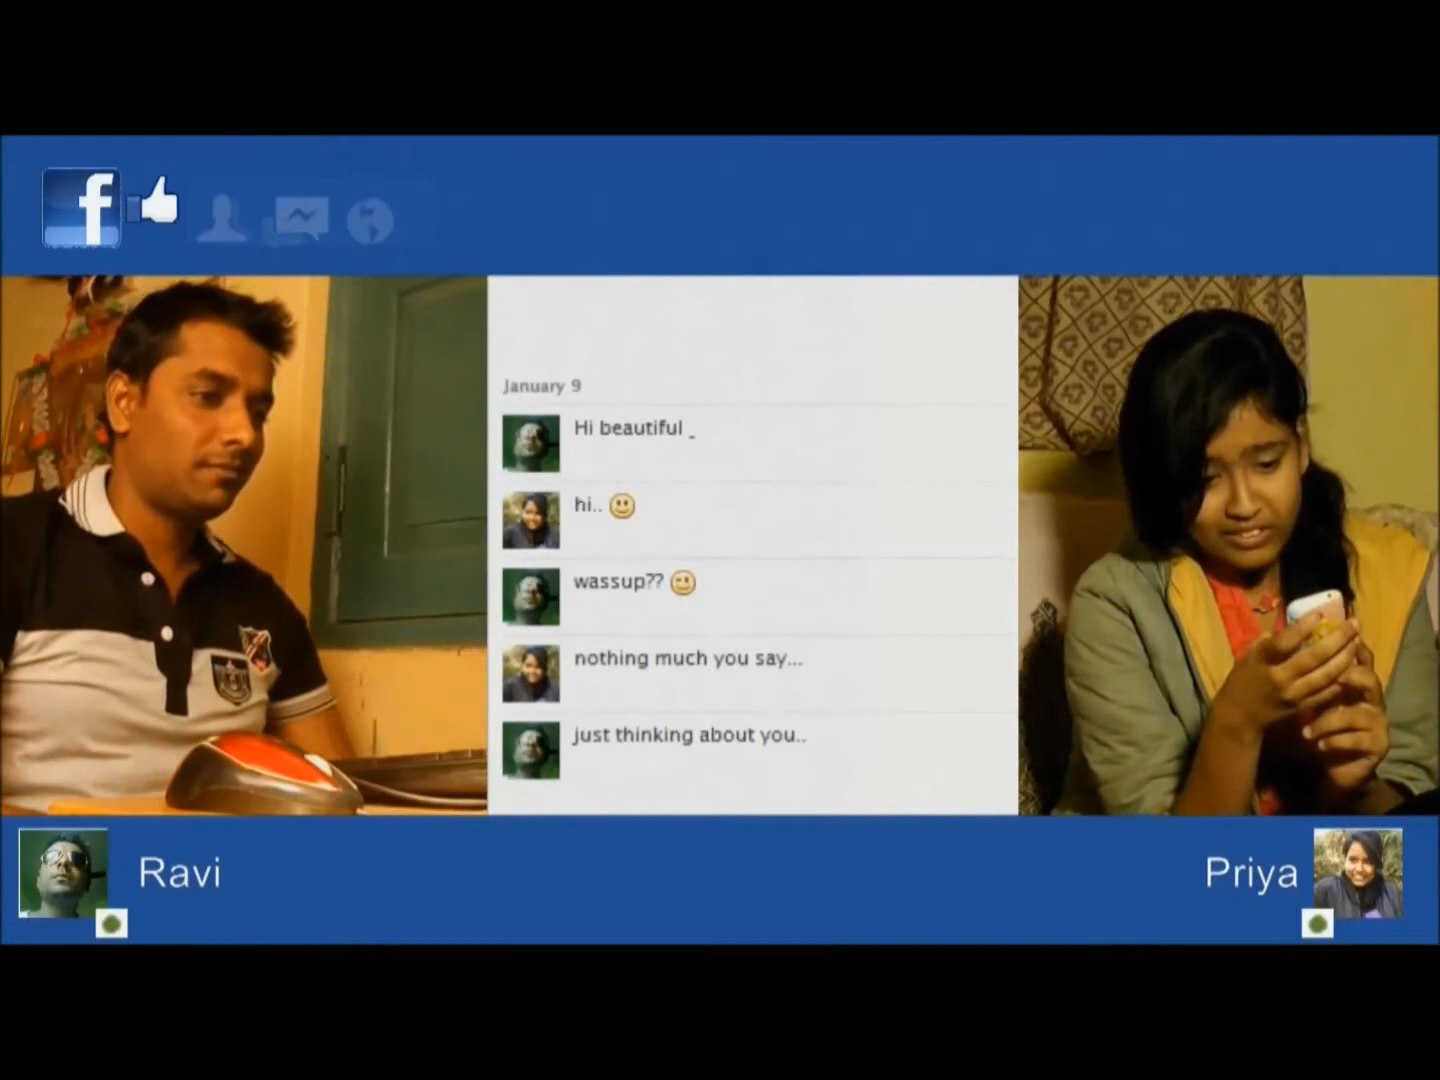 f
January 9
Hi beautiful _
hi..
wassup??
nothing much you say...
just thinking about you..
Ravi
Priya